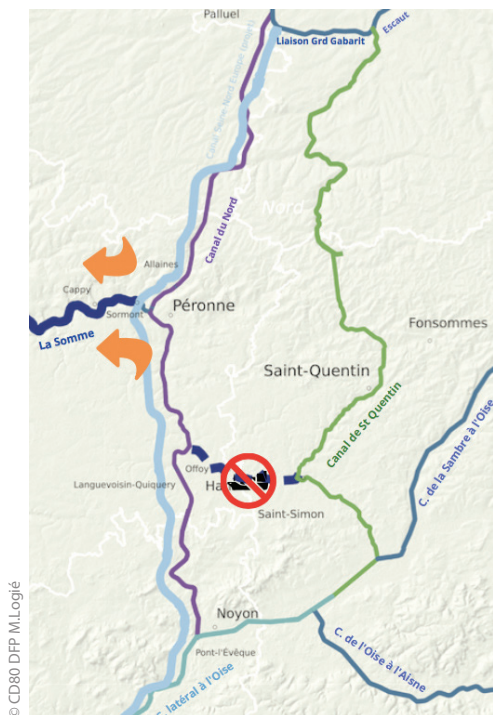 Palluel
Liaison Grd Gabarit
Escaut
Canal Seine Nord Europe (projet)
Nord
Canal du Nord
Allaines
Cappy
Sormont
Péronne
La Somme
Fonsommes
Saint-Quentin
Canal de St Quentin
C. de la Sambre à l'Oise
Offoy
Ha
Languevoisin-Quiquery
Saint-Simon
Noyon
Pont-l'Évêque
C. latéral à l'Oise
C. de l'Oise à l'Aisne
© CD80 DFP M.Logié